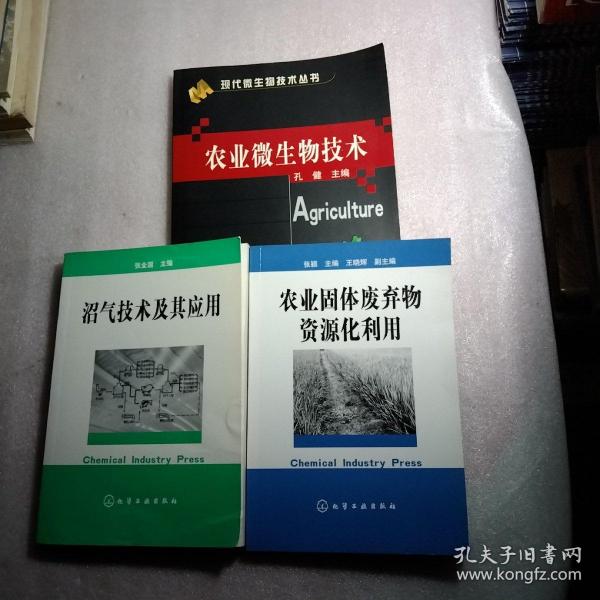 现代微生物技术丛书
农业微生物技术
孔健 主编
Agriculture
张全国 主编
沼气技术及其应用
Chemical Industry Press
化学工业出版社
张颖 主编 王晓辉 副主编
农业固体废弃物
资源化利用
Chemical Industry Press
化学工业出版社
孔夫子旧书网
www.kongfz.com